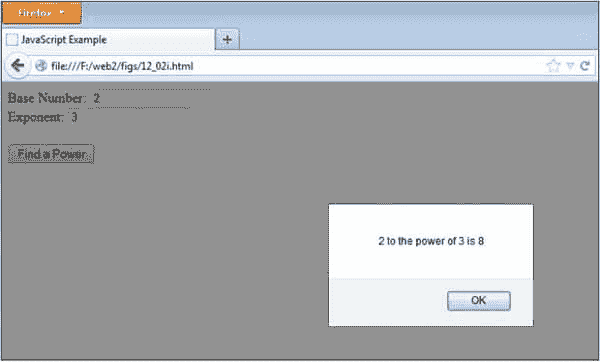 Firefox
JavaScript Example
file:///F:/web2/figs/12_02i.html
Base Number: 2
Exponent: 3
Find a Power
2 to the power of 3 is 8
OK